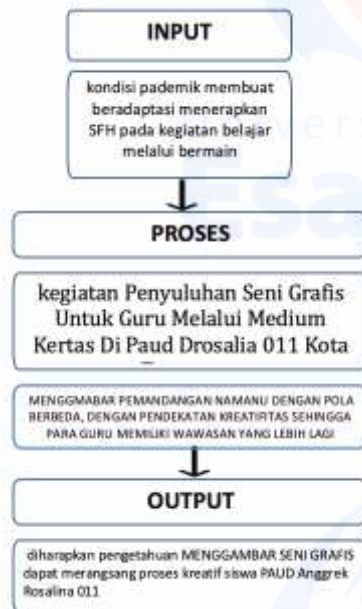 INPUT
kondisi pademik membuat
beradaptasi menerapkan
SFH pada kegiatan belajar
melalui bermain
PROSES
kegiatan Penyuluhan Seni Grafis
Untuk Guru Melalui Medium
Kertas Di Paud Drosalia 011 Kota
MENGGMABAR PEMANDANGAN NAMANU DENGAN POLA
BERBEDA, DENGAN PENDEKATAN KREATIRTAS SEHINGGA
PARA GURU MEMILIKI WAWASAN YANG LEBIH LAGI
OUTPUT
diharapkan pengetahuan MENGGAMBAR SENI GRAFIS
dapat merangsang proses kreatif siswa PAUD Anggrek
Rosalina 011